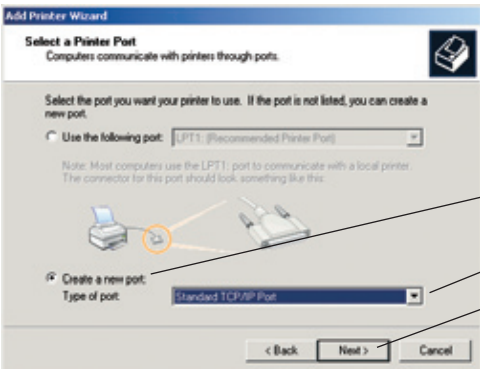 Add Printer Wizard
Select a Printer Port
Computers communicate with printers through ports.
Select the port you want your printer to use. If the port is not listed, you can create a
new port.
Use the following port: LPT1: (Recommended Printer Port)
Note: Most computers use the LPT1: port to communicate with a local printer.
The connector for this port should look something like this:
Create a new port:
Type of port: Standard TCP/IP Port
< Back Next > Cancel